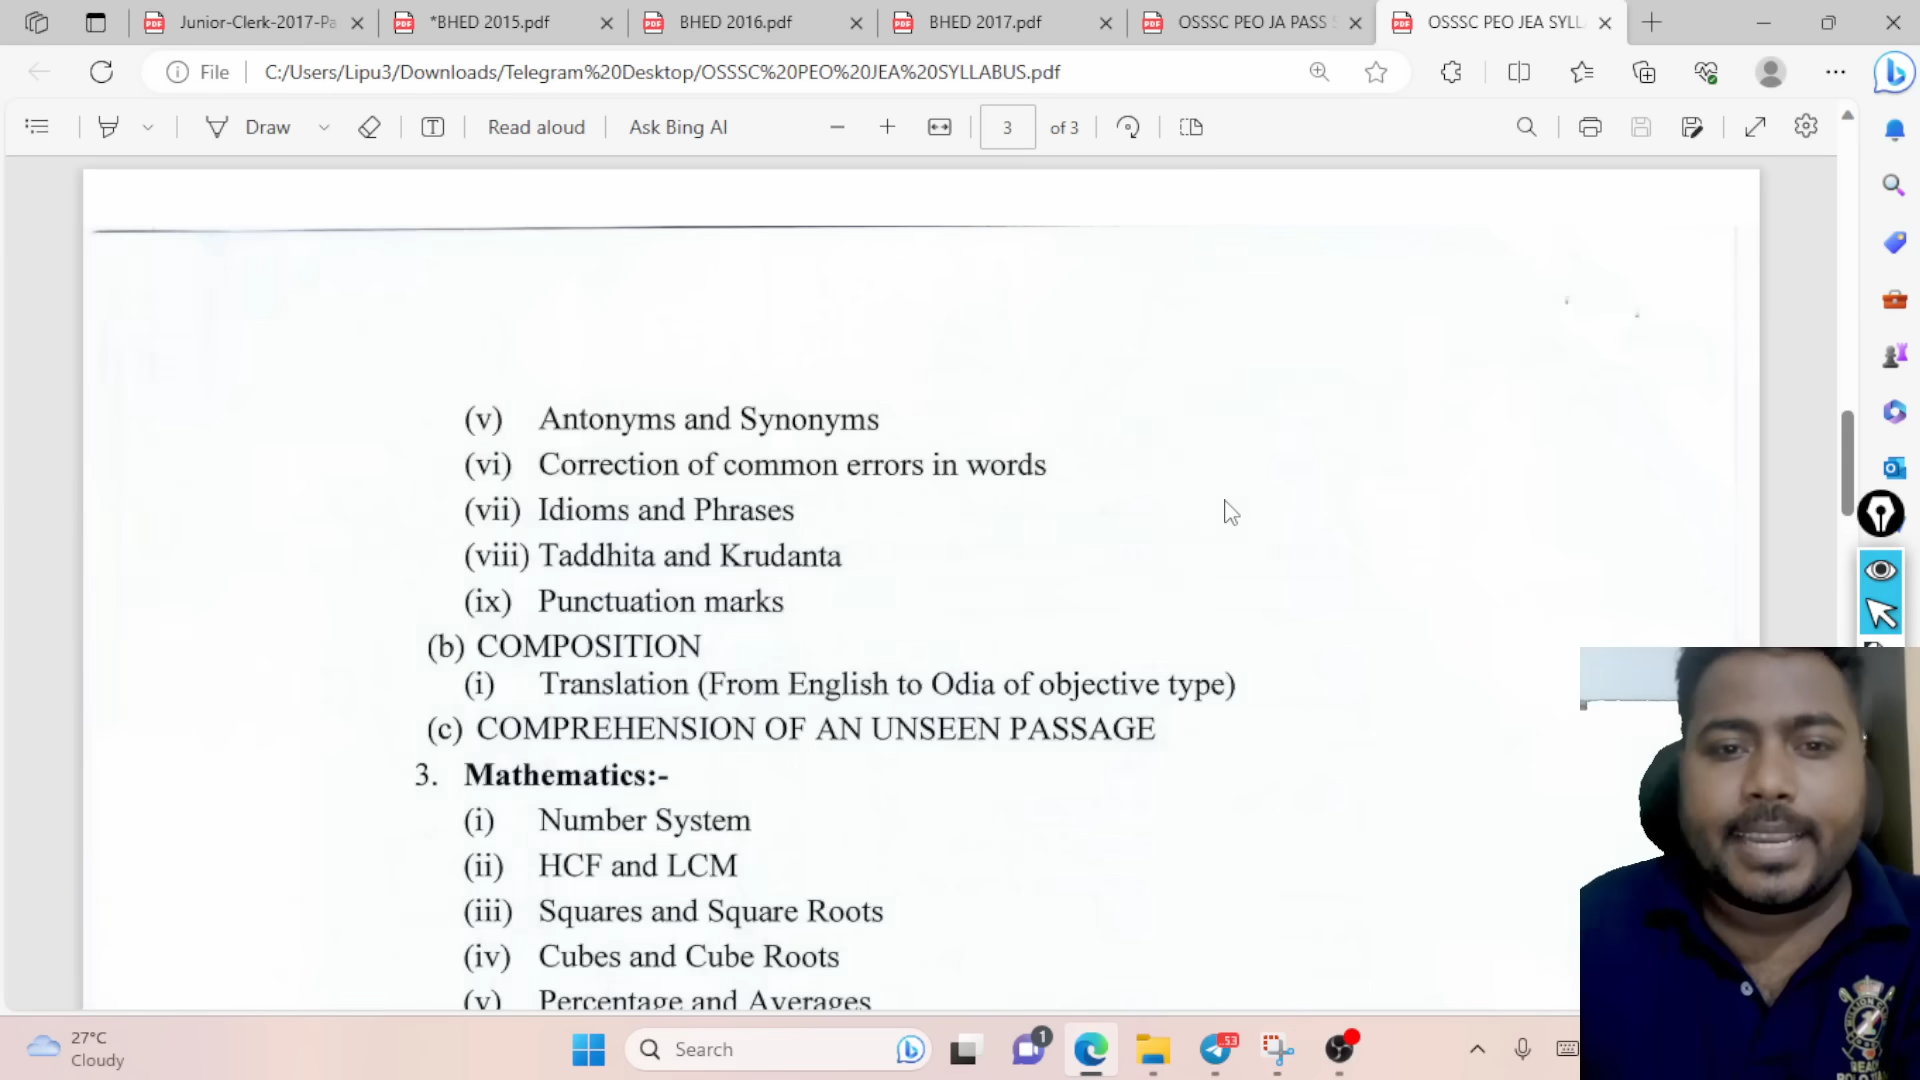 Junior-Clerk-2017-Pa
*BHED 2015.pdf
BHED 2016.pdf
BHED 2017.pdf
OSSSC PEO JA PASS
OSSSC PEO JEA SYLL
File
C:/Users/Lipu3/Downloads/Telegram%20Desktop/OSSSC%20PEO%20JEA%20SYLLABUS.pdf
Draw
Read aloud
Ask Bing AI
3 of 3
(v) Antonyms and Synonyms
(vi) Correction of common errors in words
(vii) Idioms and Phrases
(viii) Taddhita and Krudanta
(ix) Punctuation marks
(b) COMPOSITION
(i) Translation (From English to Odia of objective type)
(c) COMPREHENSION OF AN UNSEEN PASSAGE
3. Mathematics:-
(i) Number System
(ii) HCF and LCM
(iii) Squares and Square Roots
(iv) Cubes and Cube Roots
(v) Percentage and Averages
27°C
Cloudy
Search
1
53